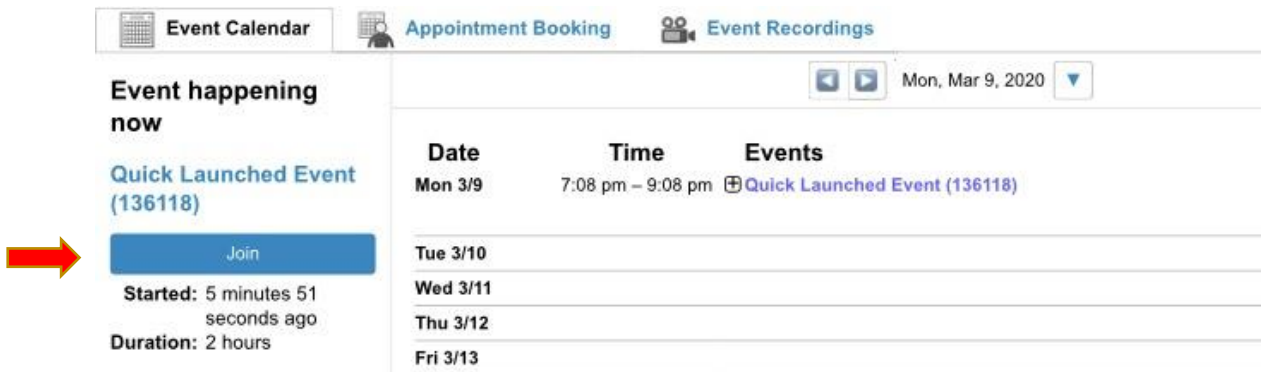 Event Calendar
Appointment Booking
Event Recordings
Event happening
now
Quick Launched Event
(136118)
Join
Started: 5 minutes 51
seconds ago
Duration: 2 hours
Mon, Mar 9, 2020
Date Time Events
Mon 3/9 7:08 pm – 9:08 pm Quick Launched Event (136118)
Tue 3/10
Wed 3/11
Thu 3/12
Fri 3/13